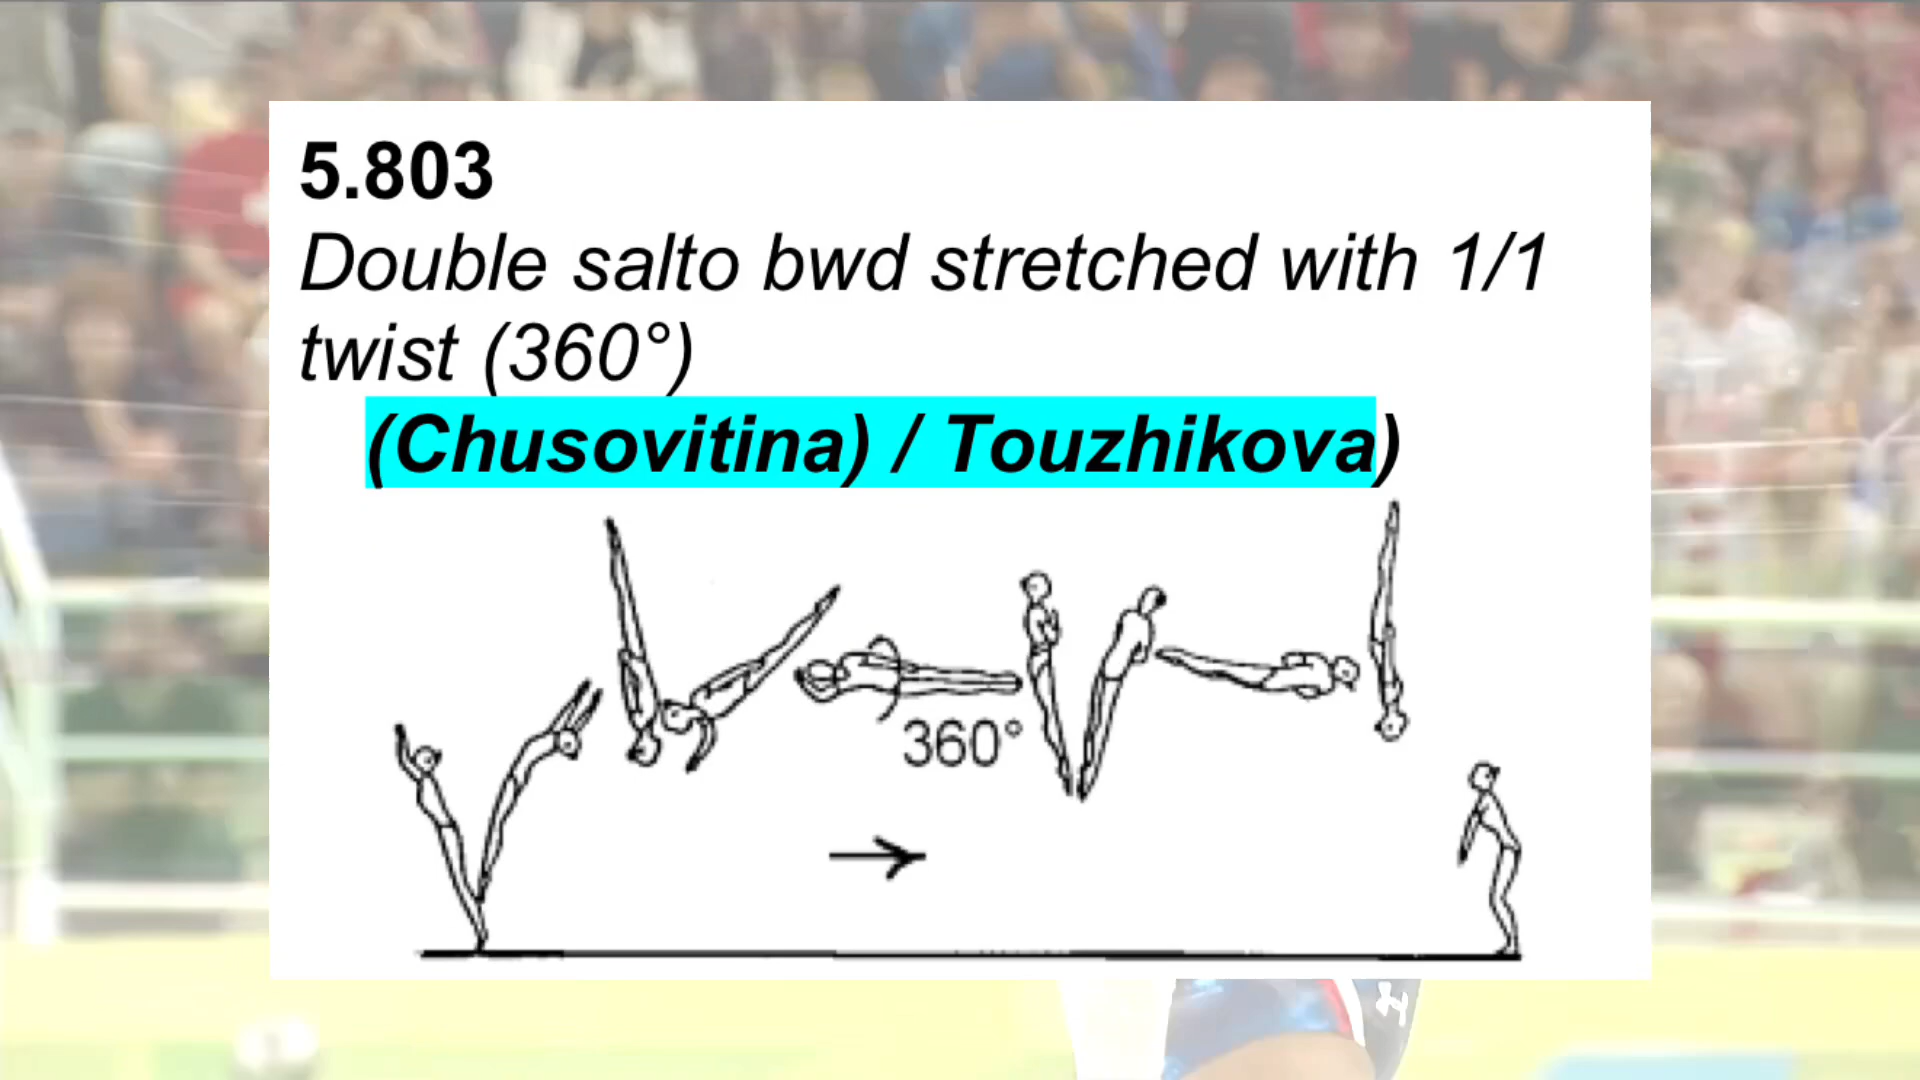 5.803
Double salto bwd stretched with 1/1
twist (360°)
(Chusovitina) / Touzhikova)
360°